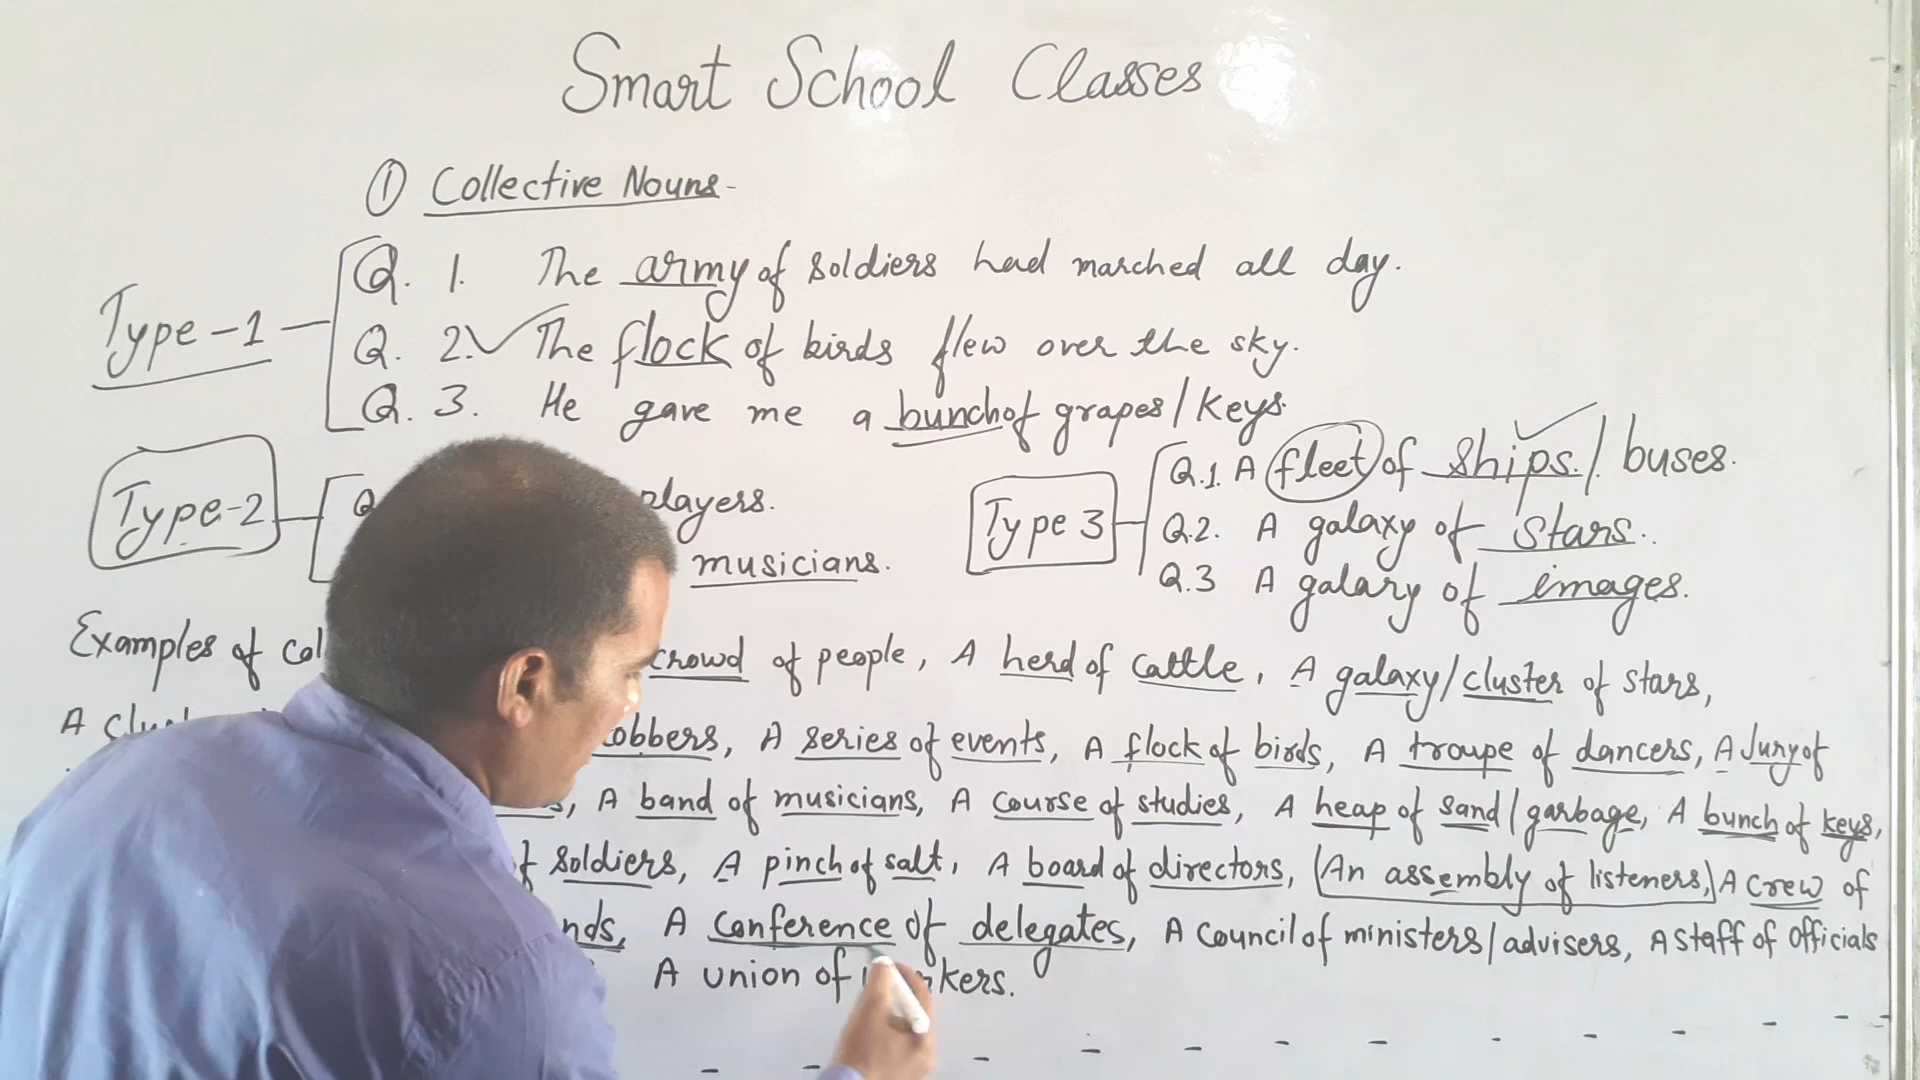 Smart School Classes
① Collective Nouns-
Type-1
Q. 1. The army of soldiers had marched all day.
Q. 2. The flock of birds flew over the sky.
Q. 3. He gave me a bunch of grapes/keys.
Type-2
Q players.
musicians.
Type 3
Q.1. A fleet of ships./ buses.
Q.2. A galaxy of stars..
Q.3 A galary of images.
Examples of crowd of people, A herd of cattle, A galaxy/cluster of stars,
A obbers, A series of events, A flock of birds, A troupe of dancers, A Jury of
A band of musicians, A course of studies, A heap of sand/garbage, A bunch of keys,
of soldiers, A pinch of salt, A board of directors, (An assembly of listeners,) A crew of
nds, A conference of delegates, A council of ministers/advisers, A staff of officials
A union of kers.